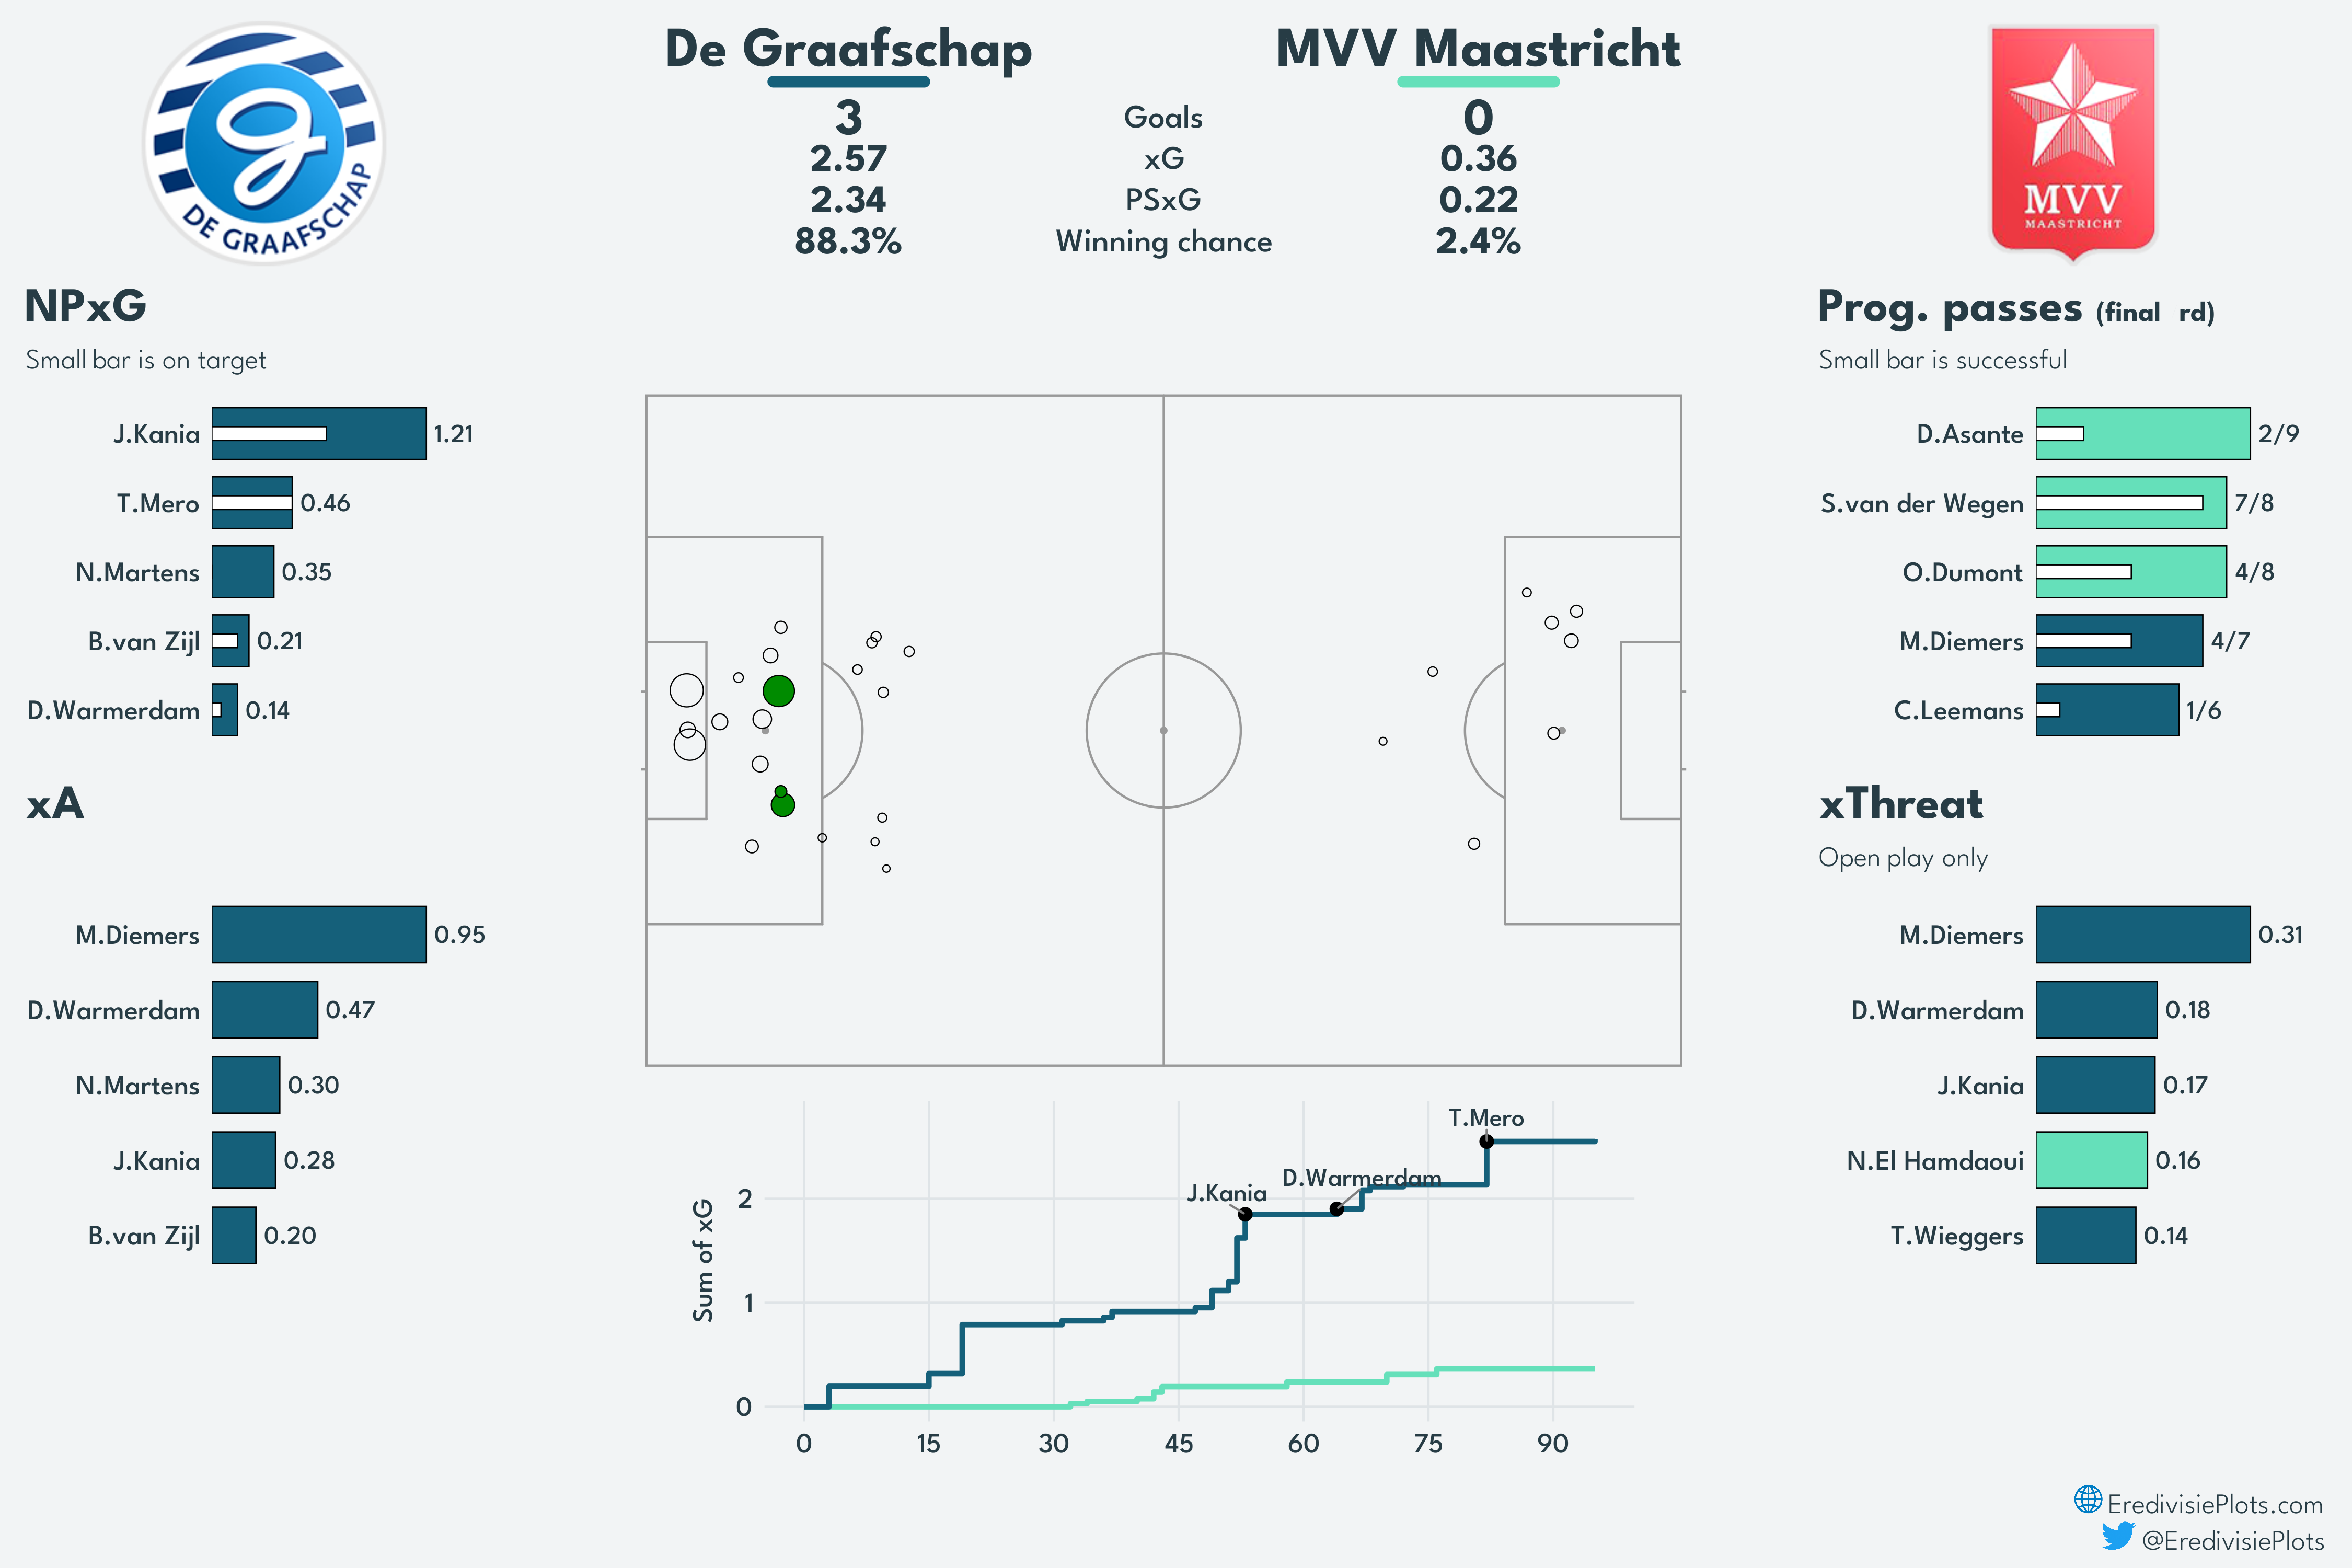 De Graafschap
MVV Maastricht
3 Goals 0
2.57 xG 0.36
2.34 PSxG 0.22
88.3% Winning chance 2.4%
DE GRAAFSCHAP
MVV
MAASTRICHT
NPxG
Small bar is on target
J.Kania 1.21
T.Mero 0.46
N.Martens 0.35
B.van Zijl 0.21
D.Warmerdam 0.14
xA
M.Diemers 0.95
D.Warmerdam 0.47
N.Martens 0.30
J.Kania 0.28
B.van Zijl 0.20
Prog. passes (final rd)
Small bar is successful
D.Asante 2/9
S.van der Wegen 7/8
O.Dumont 4/8
M.Diemers 4/7
C.Leemans 1/6
xThreat
Open play only
M.Diemers 0.31
D.Warmerdam 0.18
J.Kania 0.17
N.El Hamdaoui 0.16
T.Wieggers 0.14
T.Mero
D.Warmerdam
J.Kania
Sum of xG
2
1
0
0 15 30 45 60 75 90
EredivisiePlots.com
@EredivisiePlots